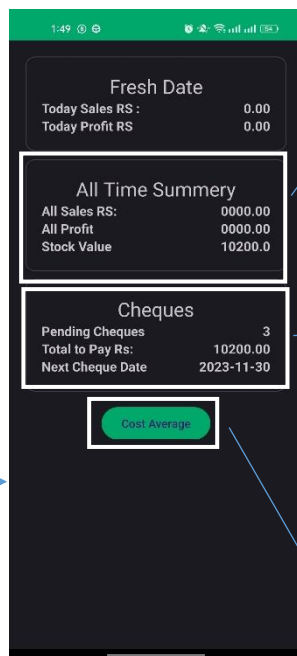 1:49
54
Fresh Date
Today Sales RS : 0.00
Today Profit RS 0.00
All Time Summery
All Sales RS: 0000.00
All Profit 0000.00
Stock Value 10200.0
Cheques
Pending Cheques 3
Total to Pay Rs: 10200.00
Next Cheque Date 2023-11-30
Cost Average